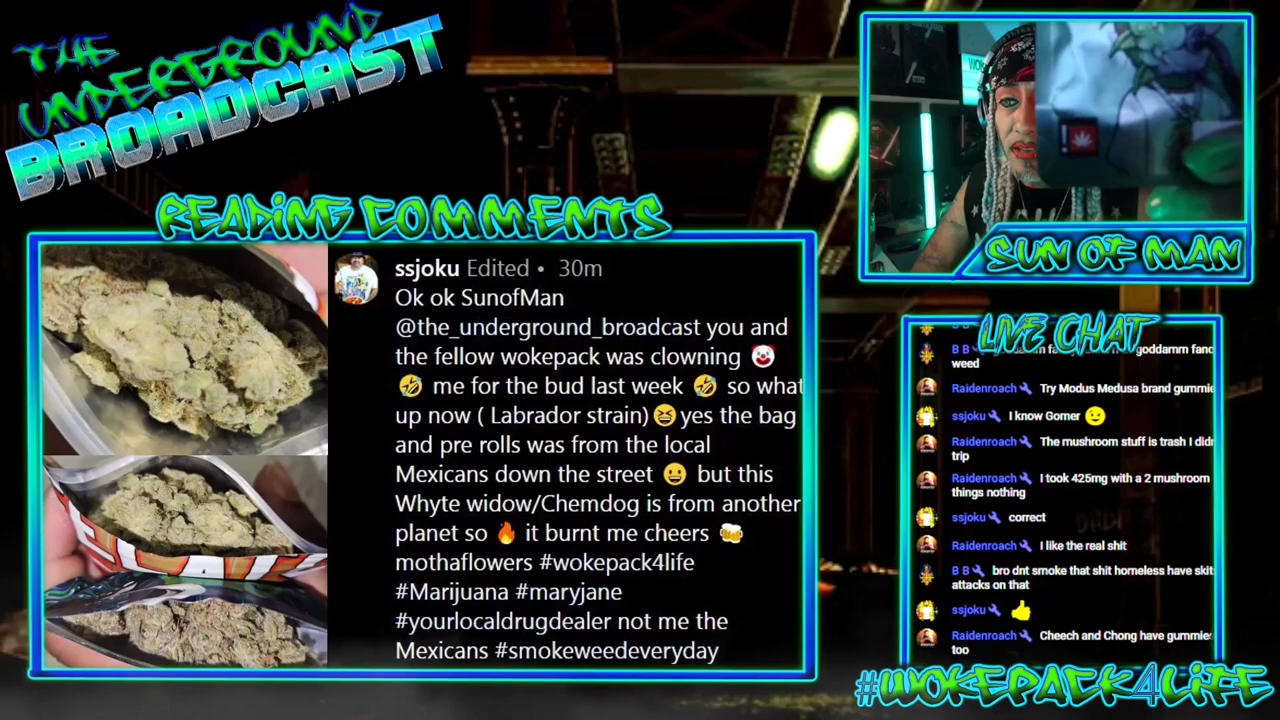 THE
UNDERGROUND
BROADCAST
READING COMMENTS
ssjoku Edited • 30m
Ok ok SunofMan
@the_underground_broadcast you and
the fellow wokepack was clowning 🤡
🤣 me for the bud last week 🤣 so what
up now ( Labrador strain)😆 yes the bag
and pre rolls was from the local
Mexicans down the street 😀 but this
Whyte widow/Chemdog is from another
planet so 🔥 it burnt me cheers 🍻
mothaflowers #wokepack4life
#Marijuana #maryjane
#yourlocaldrugdealer not me the
Mexicans #smokeweedeveryday
SUN OF MAN
LIVE CHAT
B B goddamm fanc
weed
Raidenroach Try Modus Medusa brand gummie
ssjoku I know Gomer 😉
Raidenroach The mushroom stuff is trash I didn
trip
Raidenroach I took 425mg with a 2 mushroom
things nothing
ssjoku correct
Raidenroach I like the real shit
B B bro dnt smoke that shit homeless have skits
attacks on that
ssjoku 👍
Raidenroach Cheech and Chong have gummies
too
#WOKEPACK4LIFE